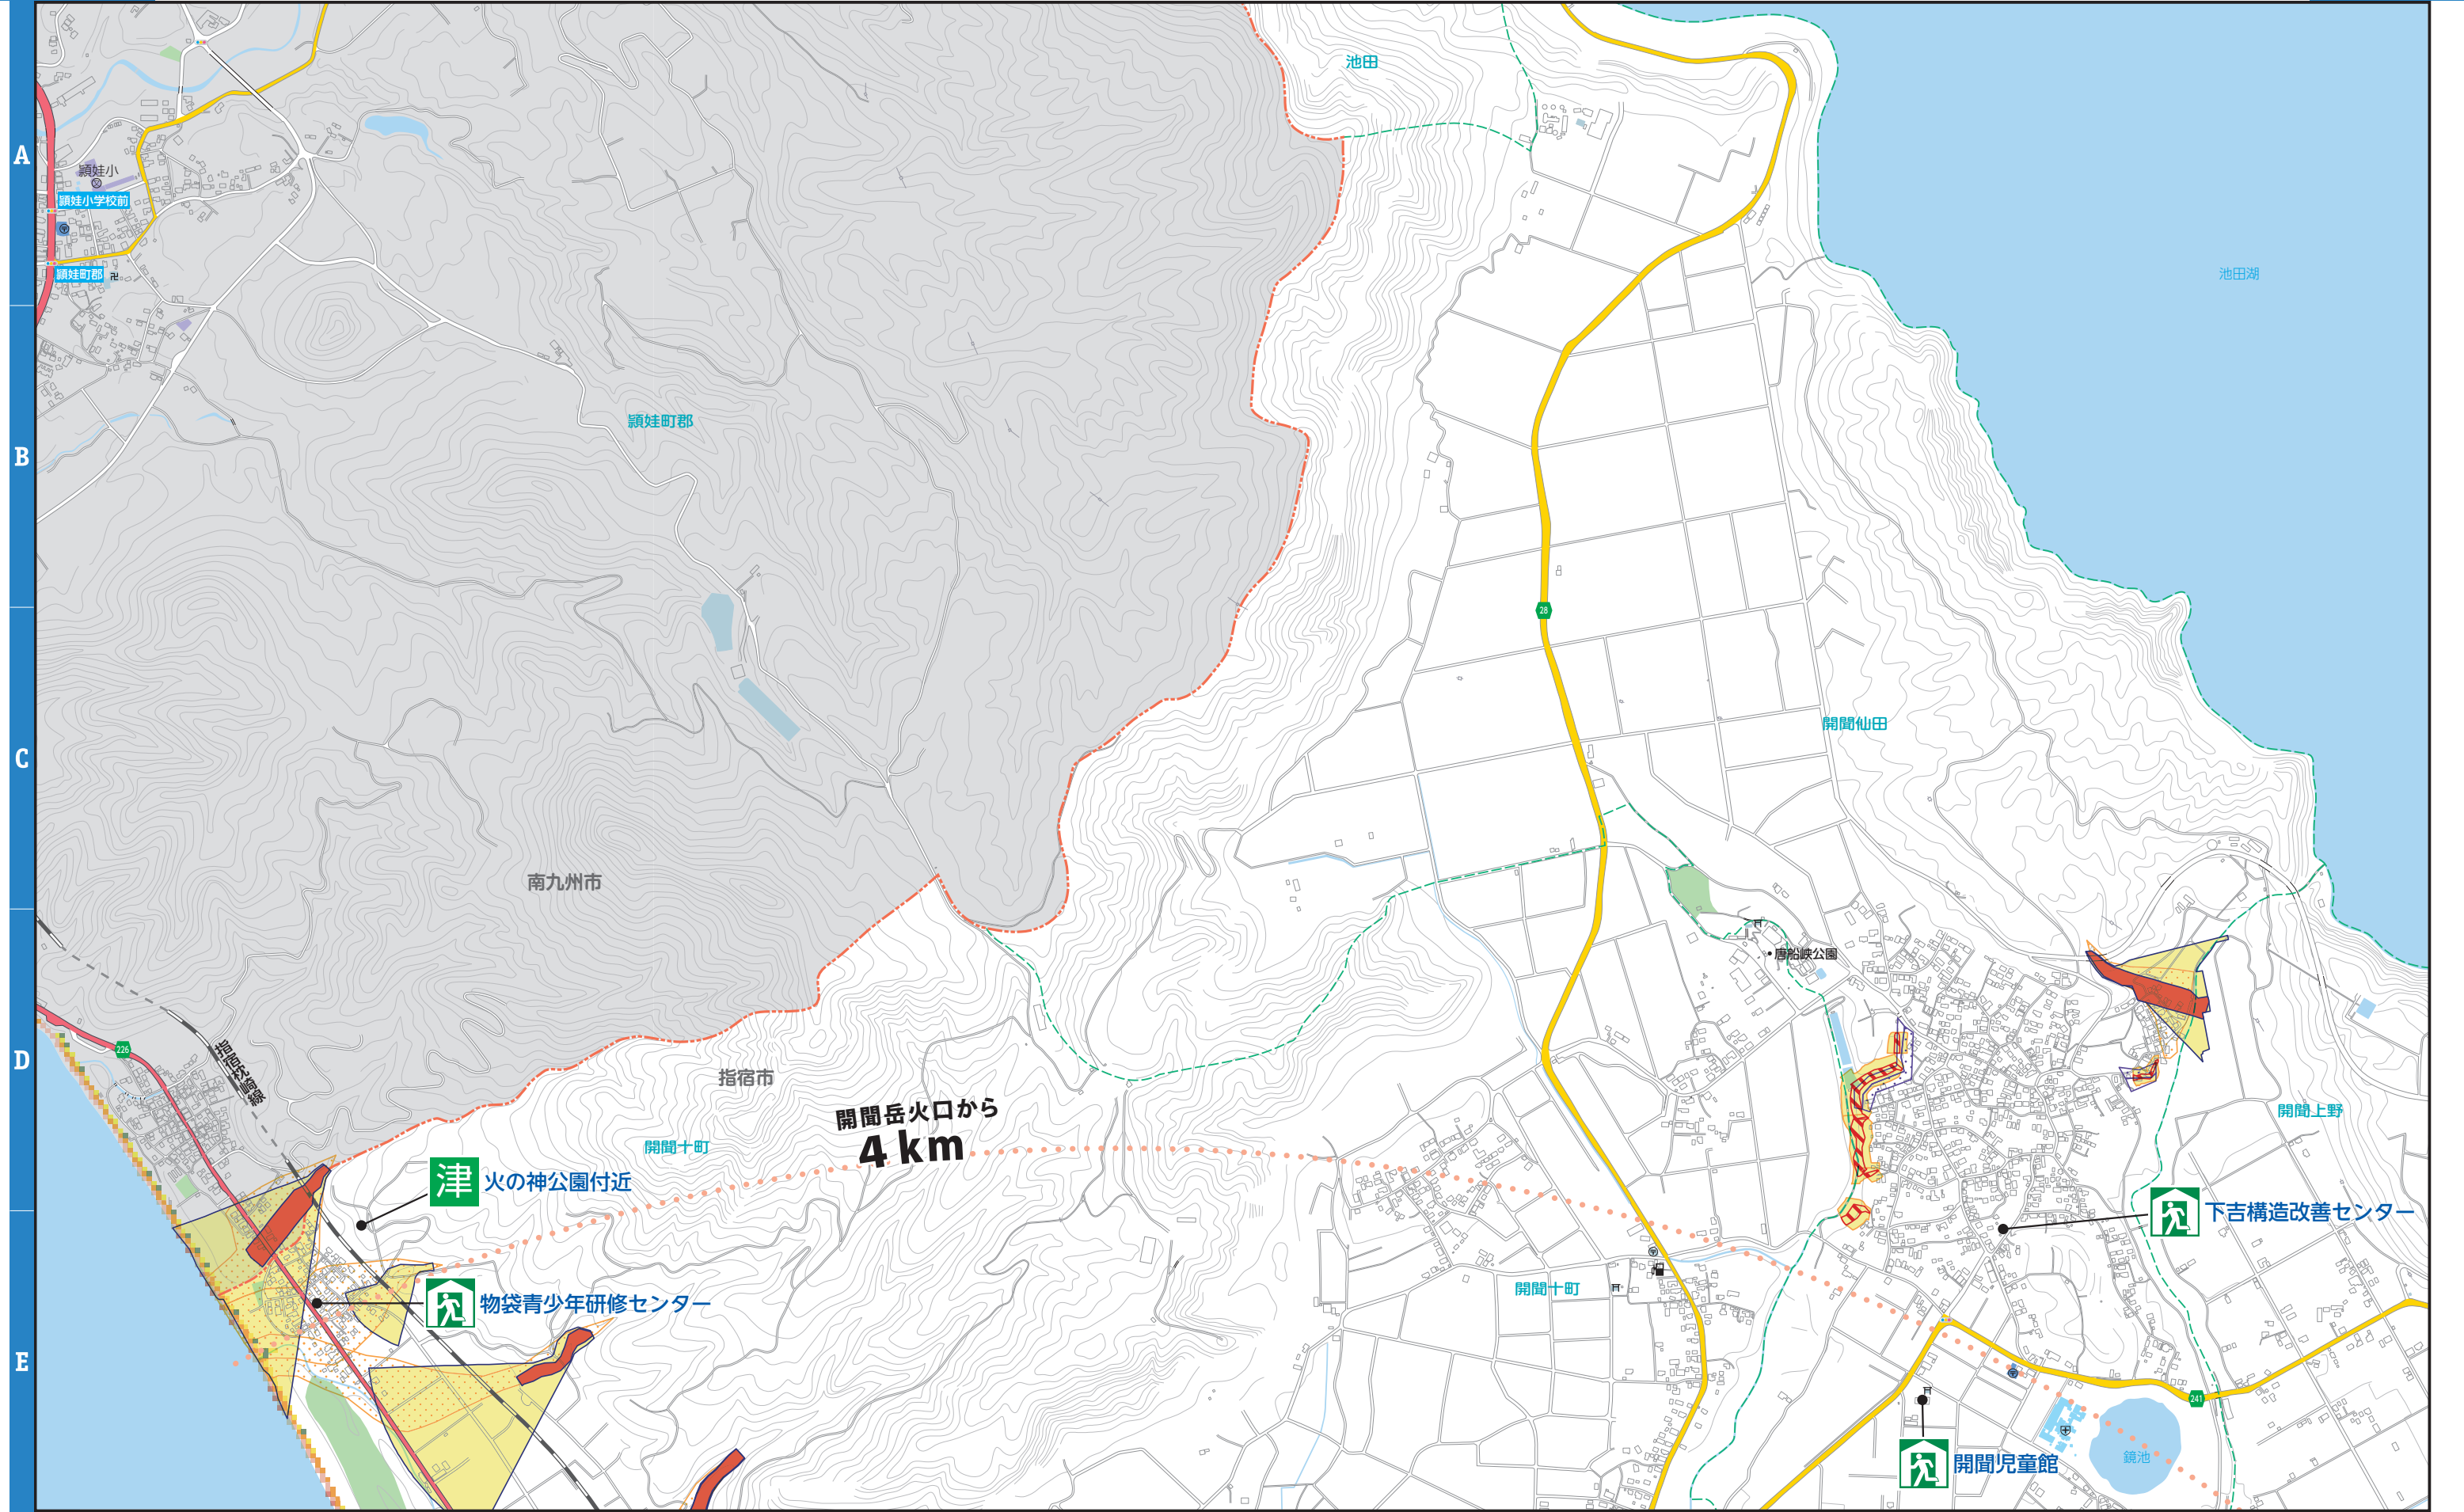 A
B
C
D
E
池田
頴娃小
頴娃小学校前
頴娃町郡
池田湖
頴娃町郡
28
開聞仙田
南九州市
唐船峡公園
226
指宿枕崎線
指宿市
開聞十町
開聞岳火口から
4km
開聞上野
津 火の神公園付近
下吉構造改善センター
開聞十町
物袋青少年研修センター
241
鏡池
開聞児童館